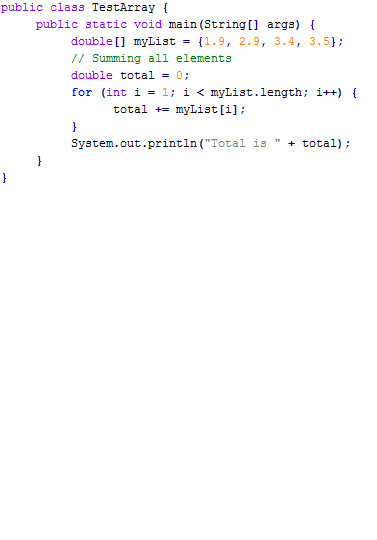 public class TestArray {
public static void main(String[] args) {
double[] myList = {1.9, 2.9, 3.4, 3.5};
// Summing all elements
double total = 0;
for (int i = 1; i < myList.length; i++) {
total += myList[i];
}
System.out.println("Total is " + total);
}
}